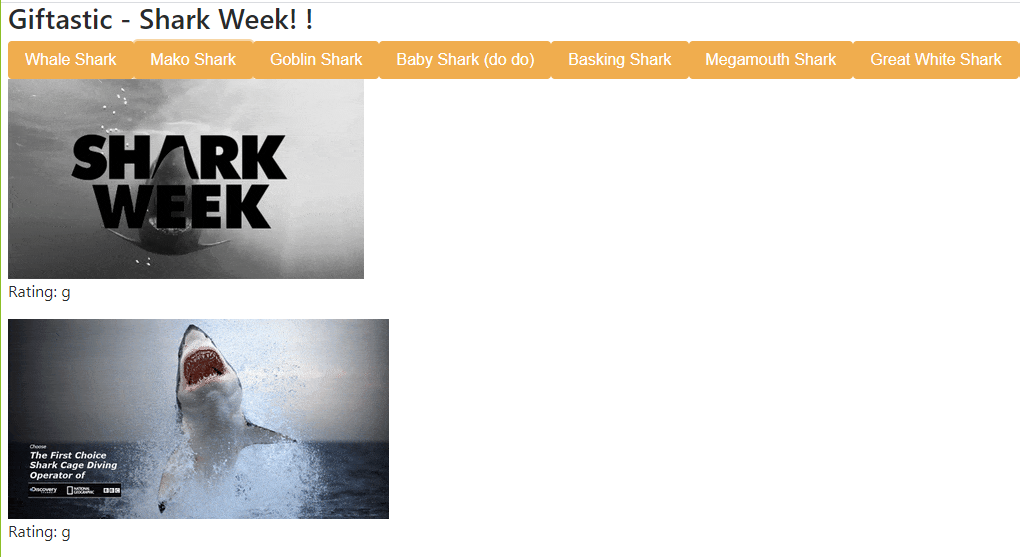 Giftastic - Shark Week! !
Whale Shark Mako Shark Goblin Shark Baby Shark (do do) Basking Shark Megamouth Shark Great White Shark
SHARK
WEEK
Rating: g
Choose
The First Choice
Shark Cage Diving
Operator of
Discovery NATIONAL GEOGRAPHIC BBC
Rating: g